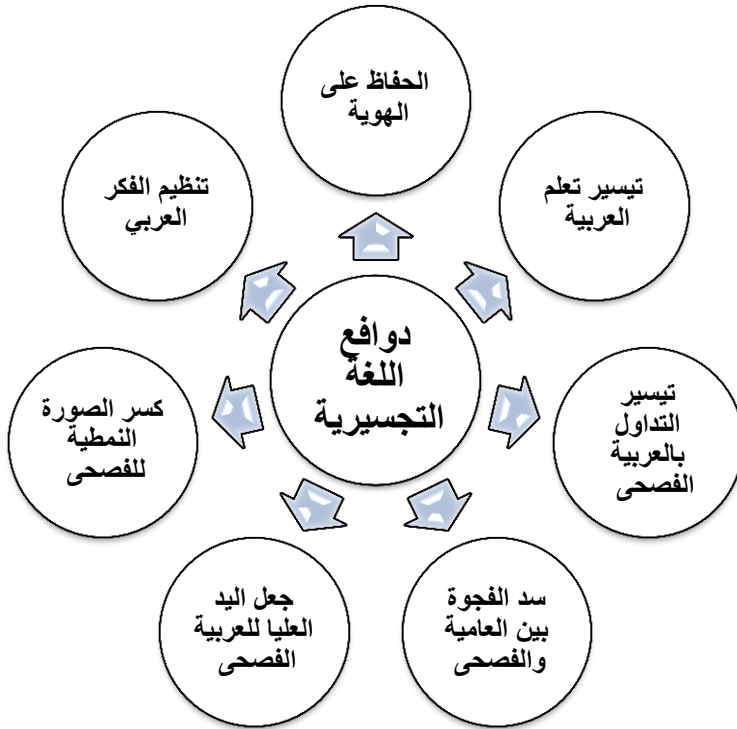 دوافع
اللغة
التجسيرية
الحفاظ على
الهوية
تيسير تعلم
العربية
تيسير
التداول
بالعربية
الفصحى
سد الفجوة
بين العامية
والفصحى
جعل اليد
العليا للعربية
الفصحى
كسر الصورة
النمطية
للفصحى
تنظيم الفكر
العربي